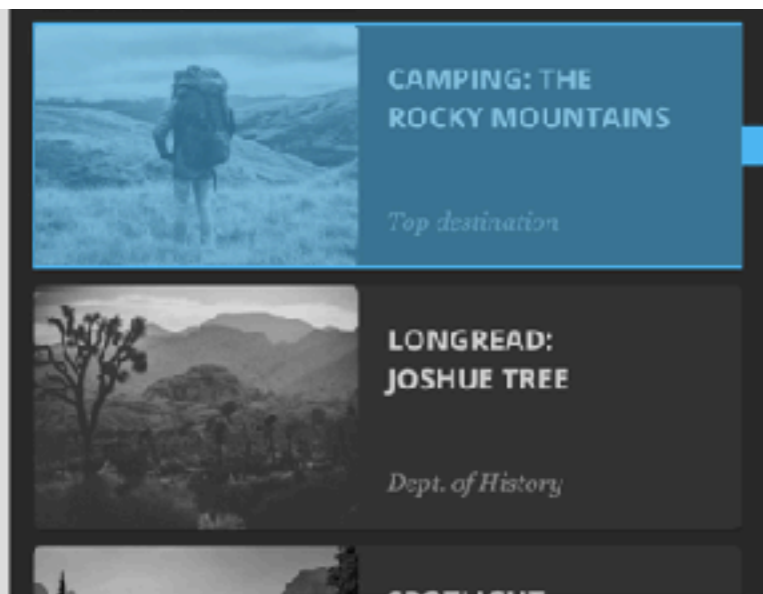 CAMPING: THE
ROCKY MOUNTAINS
Top destination
LONGREAD:
JOSHUE TREE
Dept. of History